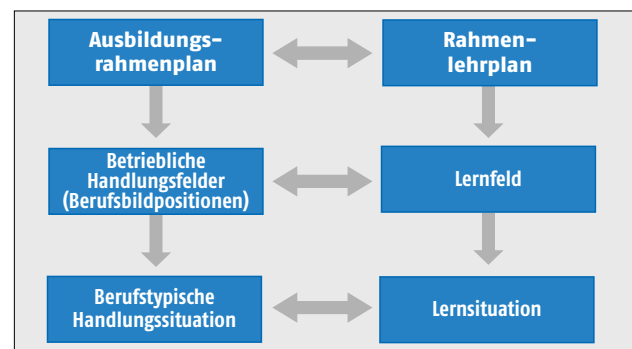 Ausbildungs-
rahmenplan
Rahmen-
lehrplan
Betriebliche
Handlungsfelder
(Berufsbildpositionen)
Lernfeld
Berufstypische
Handlungssituation
Lernsituation